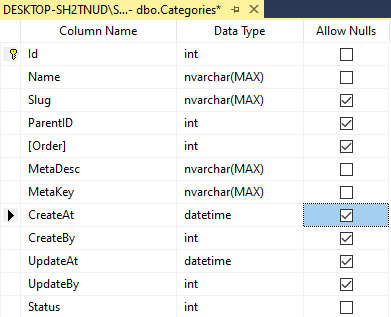 DESKTOP-SH2TNUD\S...- dbo.Categories*
Column Name Data Type Allow Nulls
Id int
Name nvarchar(MAX)
Slug nvarchar(MAX)
ParentID int
[Order] int
MetaDesc nvarchar(MAX)
MetaKey nvarchar(MAX)
CreateAt datetime
CreateBy int
UpdateAt datetime
UpdateBy int
Status int